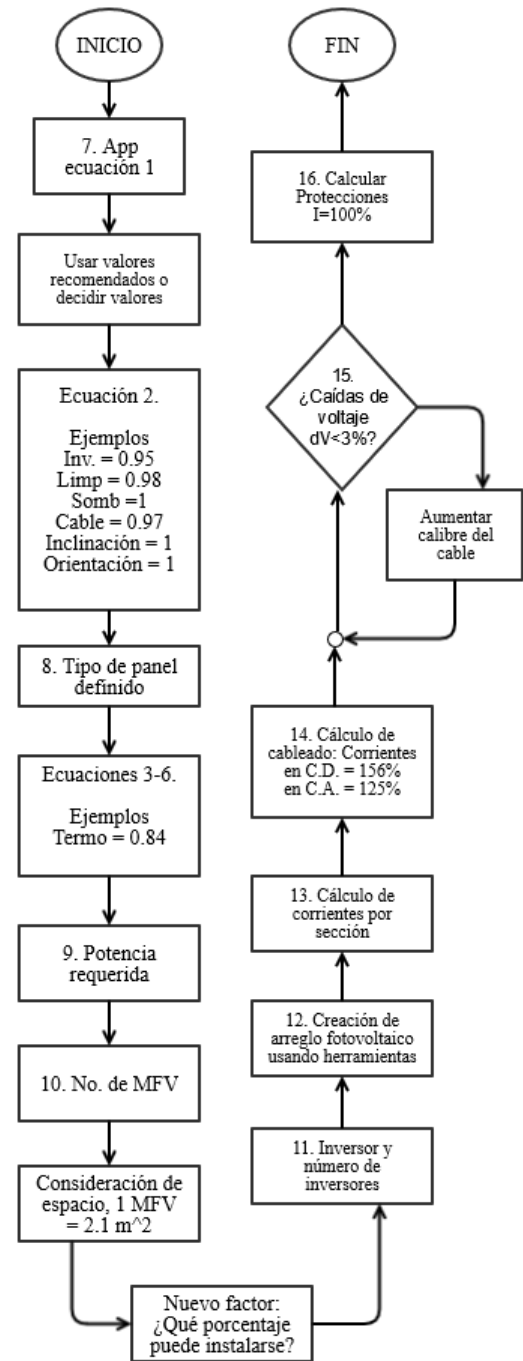 INICIO
7. App
ecuación 1
Usar valores
recomendados o
decidir valores
Ecuación 2.
Ejemplos
Inv. = 0.95
Limp = 0.98
Somb =1
Cable = 0.97
Inclinación = 1
Orientación = 1
8. Tipo de panel
definido
Ecuaciones 3-6.
Ejemplos
Termo = 0.84
9. Potencia
requerida
10. No. de MFV
Consideración de
espacio, 1 MFV
= 2.1 m^2
Nuevo factor:
¿Qué porcentaje
puede instalarse?
11. Inversor y
número de
inversores
12. Creación de
arreglo fotovoltaico
usando herramientas
13. Cálculo de
corrientes por
sección
14. Cálculo de
cableado: Corrientes
en C.D. = 156%
en C.A. = 125%
15.
¿Caídas de
voltaje
dV<3%?
Aumentar
calibre del
cable
16. Calcular
Protecciones
I=100%
FIN